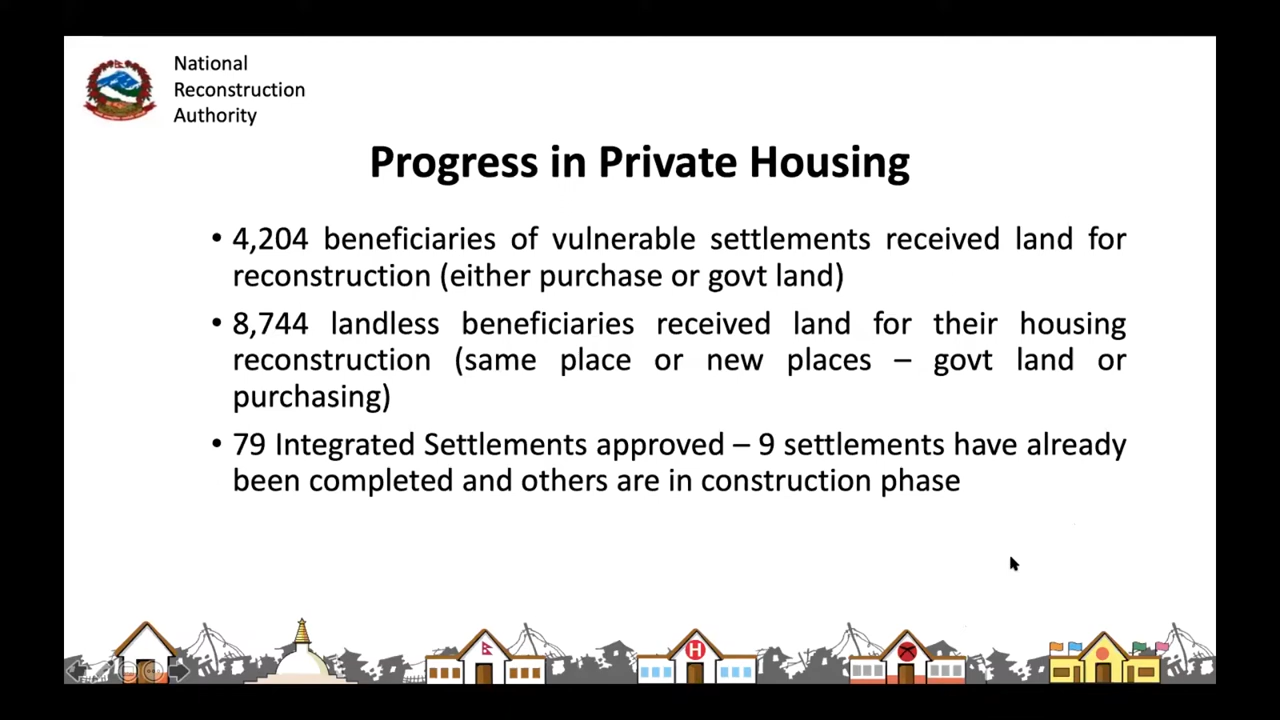 National
Reconstruction
Authority
Progress in Private Housing
• 4,204 beneficiaries of vulnerable settlements received land for
reconstruction (either purchase or govt land)
• 8,744 landless beneficiaries received land for their housing
reconstruction (same place or new places – govt land or
purchasing)
• 79 Integrated Settlements approved – 9 settlements have already
been completed and others are in construction phase
H